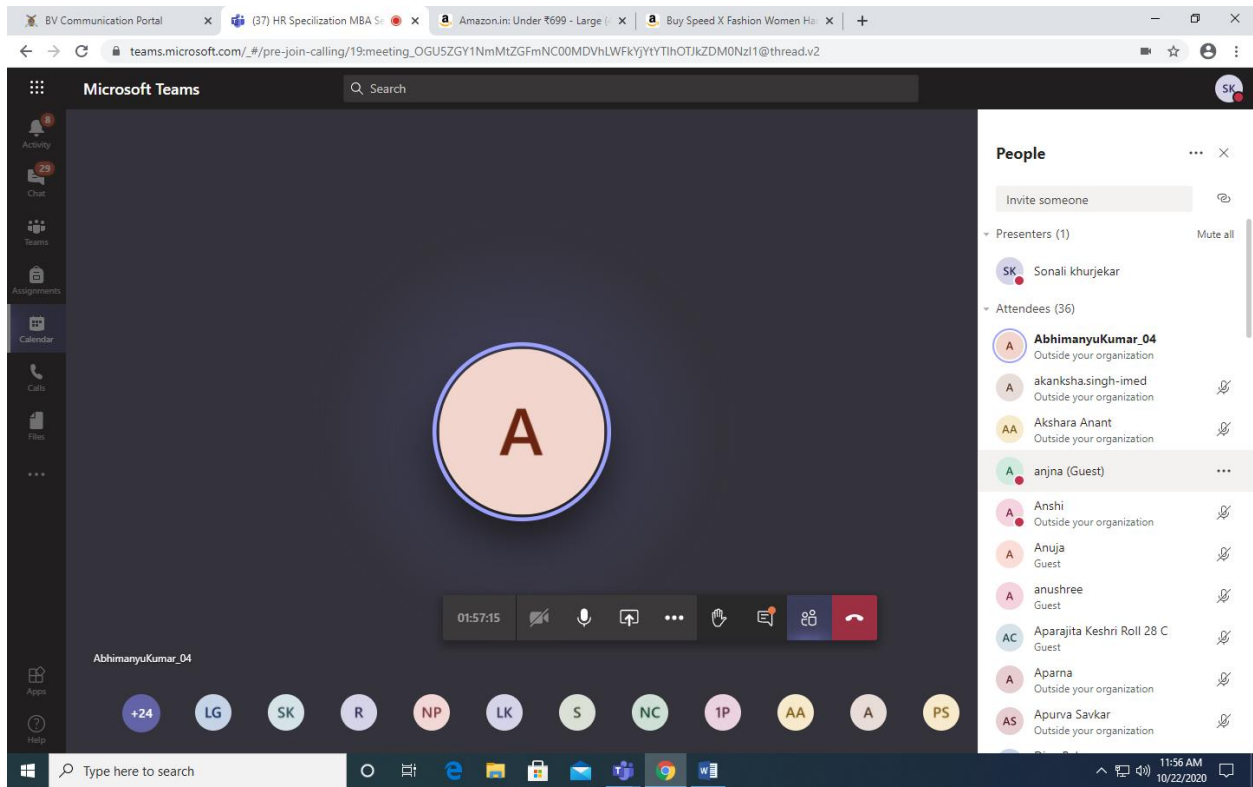 BV Communication Portal
(37) HR Specilization MBA Se
Amazon.in: Under ₹699 - Large (
Buy Speed X Fashion Women Ha
teams.microsoft.com/_#/pre-join-calling/19:meeting_OGU5ZGY1NmMtZGFmNC00MDVhLWFkYjYtYTlhOTJkZDM0NzI1@thread.v2
Microsoft Teams
Search
SK
8
Activity
29
Chat
Teams
Assignments
Calendar
Calls
Files
Apps
Help
A
01:57:15
AbhimanyuKumar_04
+24 LG SK R NP LK S NC 1P AA A PS
People
Invite someone
Presenters (1) Mute all
SK Sonali khurjekar
Attendees (36)
A AbhimanyuKumar_04
Outside your organization
A akanksha.singh-imed
Outside your organization
AA Akshara Anant
Outside your organization
A anjna (Guest)
A Anshi
Outside your organization
A Anuja
Guest
A anushree
Guest
AC Aparajita Keshri Roll 28 C
Guest
A Aparna
Outside your organization
AS Apurva Savkar
Outside your organization
Type here to search
11:56 AM
10/22/2020